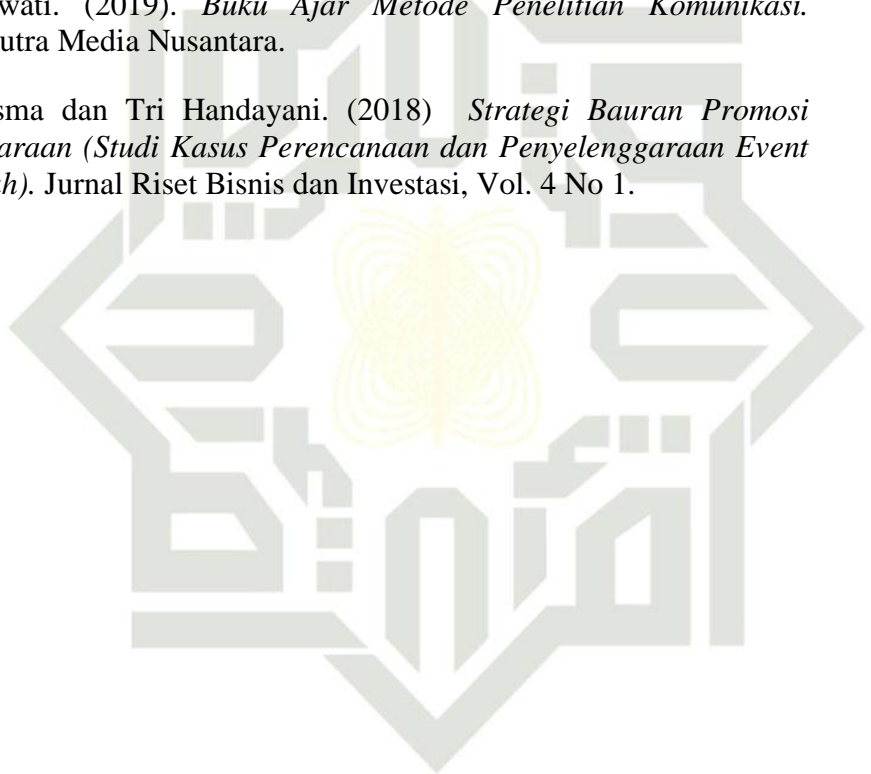 wati. (2019). Buku Ajar Metode Penelitian Komunikasi.
utra Media Nusantara.
sma dan Tri Handayani. (2018) Strategi Bauran Promosi
araan (Studi Kasus Perencanaan dan Penyelenggaraan Event
h). Jurnal Riset Bisnis dan Investasi, Vol. 4 No 1.